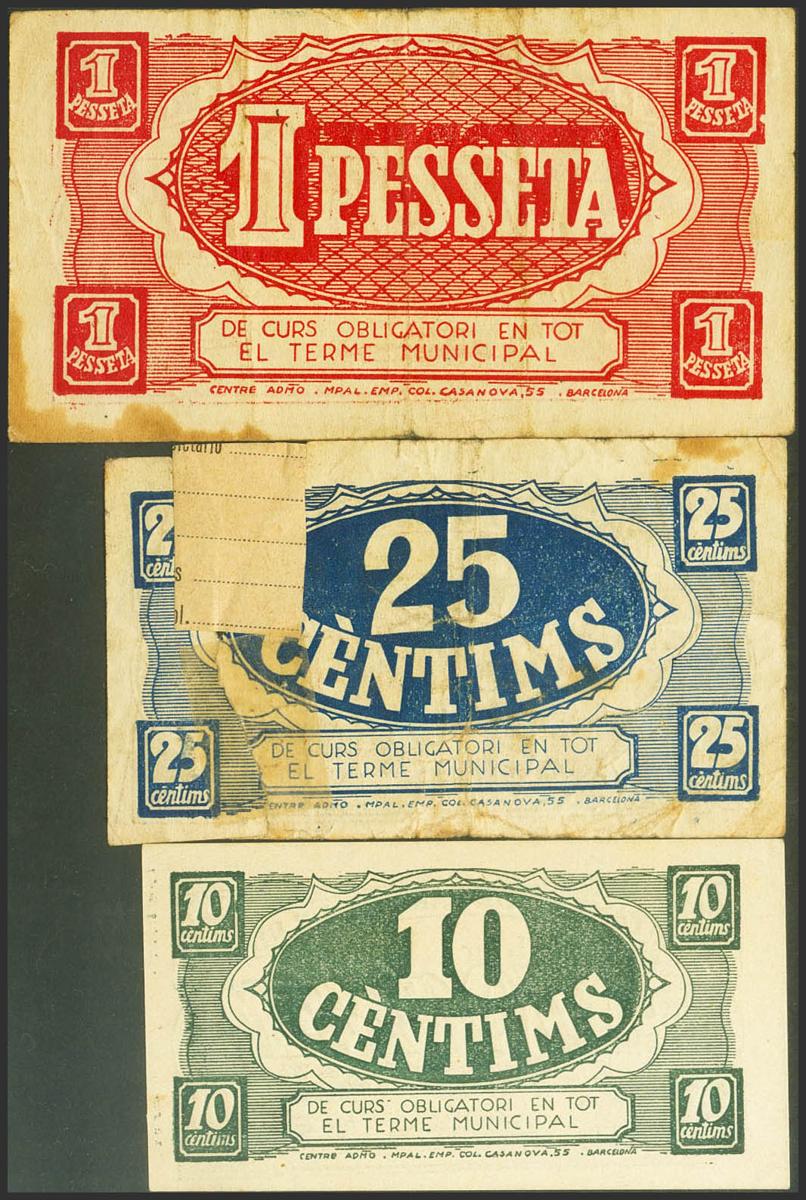 1
PESSETA
1
PESSETA
1 PESSETA
1
PESSETA
1
PESSETA
DE CURS OBLIGATORI EN TOT
EL TERME MUNICIPAL
CENTRE ADMO . MPAL. EMP. COL. CASANOVA, 55 . BARCELONA
25
cèntims
25
CÈNTIMS
25
cèntims
25
cèntims
DE CURS OBLIGATORI EN TOT
EL TERME MUNICIPAL
ENTRE ADMO . MPAL. EMP. COL. CASANOVA, 55 . BARCELONA
10
cèntims
10
cèntims
10
CÈNTIMS
10
cèntims
10
cèntims
DE CURS OBLIGATORI EN TOT
EL TERME MUNICIPAL
CENTRE ADMO . MPAL. EMP. COL. CASANOVA, 55 . BARCELONA